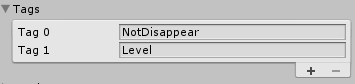 Tags
Tag 0 NotDisappear
Tag 1 Level
+ -